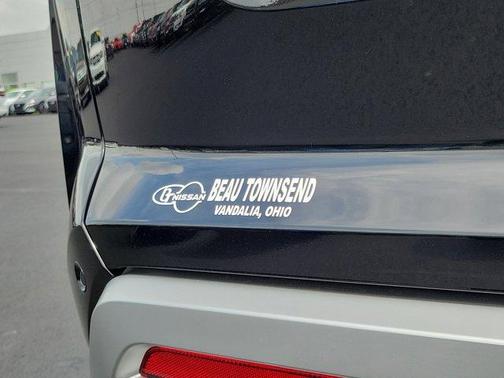 BT NISSAN BEAU TOWNSEND
VANDALIA, OHIO